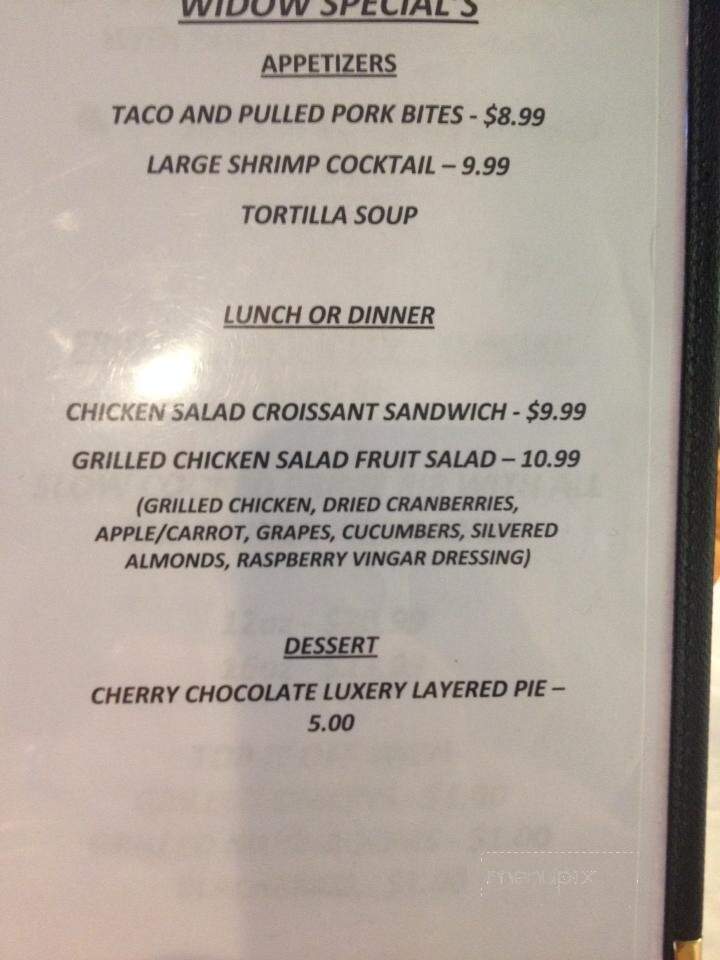 WIDOW SPECIAL'S
APPETIZERS
TACO AND PULLED PORK BITES - $8.99
LARGE SHRIMP COCKTAIL – 9.99
TORTILLA SOUP
LUNCH OR DINNER
CHICKEN SALAD CROISSANT SANDWICH - $9.99
GRILLED CHICKEN SALAD FRUIT SALAD – 10.99
(GRILLED CHICKEN, DRIED CRANBERRIES,
APPLE/CARROT, GRAPES, CUCUMBERS, SILVERED
ALMONDS, RASPBERRY VINGAR DRESSING)
DESSERT
CHERRY CHOCOLATE LUXERY LAYERED PIE –
5.00
menupix